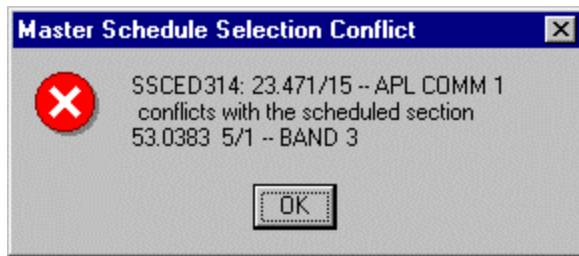 Master Schedule Selection Conflict
SSCED314: 23.471/15 -- APL COMM 1
conflicts with the scheduled section
53.0383 5/1 -- BAND 3
OK